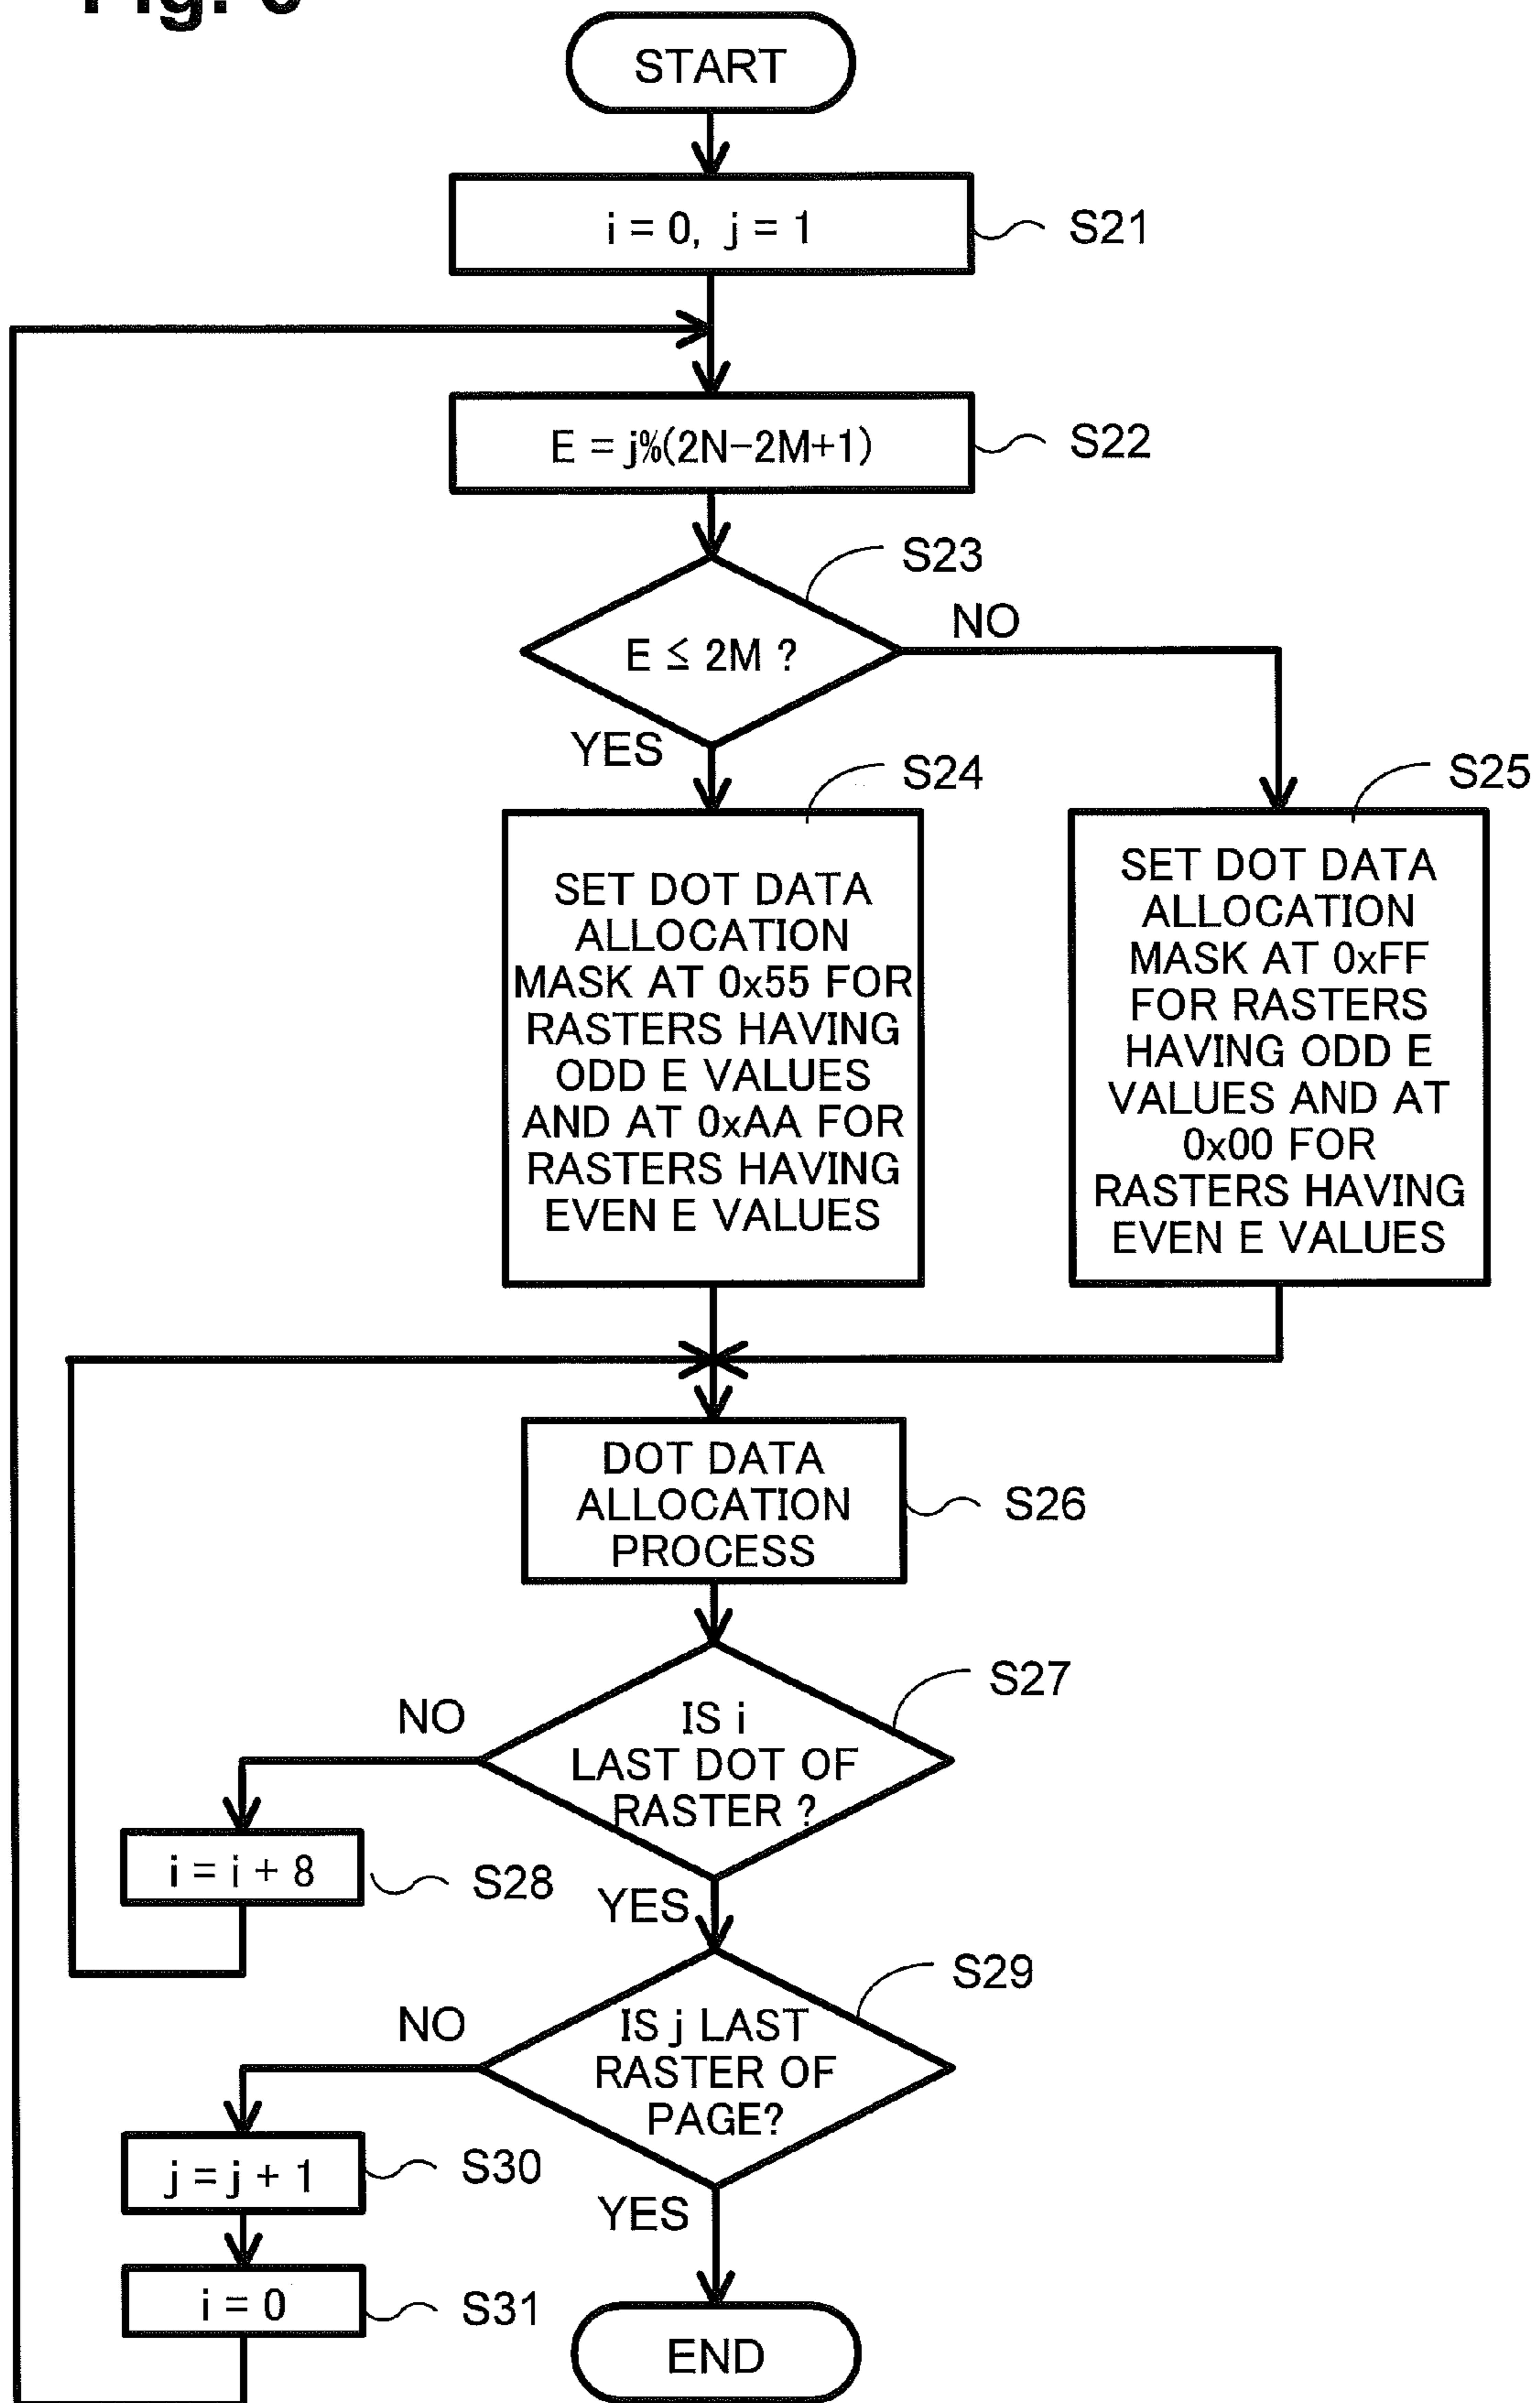 START
i = 0, j = 1
S21
E = j%(2N-2M+1)
S22
S23
E ≤ 2M ?
NO
YES
S24
SET DOT DATA
ALLOCATION
MASK AT 0x55 FOR
RASTERS HAVING
ODD E VALUES
AND AT 0xAA FOR
RASTERS HAVING
EVEN E VALUES
S25
SET DOT DATA
ALLOCATION
MASK AT 0xFF
FOR RASTERS
HAVING ODD E
VALUES AND AT
0x00 FOR
RASTERS HAVING
EVEN E VALUES
DOT DATA
ALLOCATION
PROCESS
S26
S27
IS i
LAST DOT OF
RASTER ?
NO
i = i + 8
S28
YES
S29
IS j LAST
RASTER OF
PAGE?
NO
j = j + 1
S30
YES
i = 0
S31
END